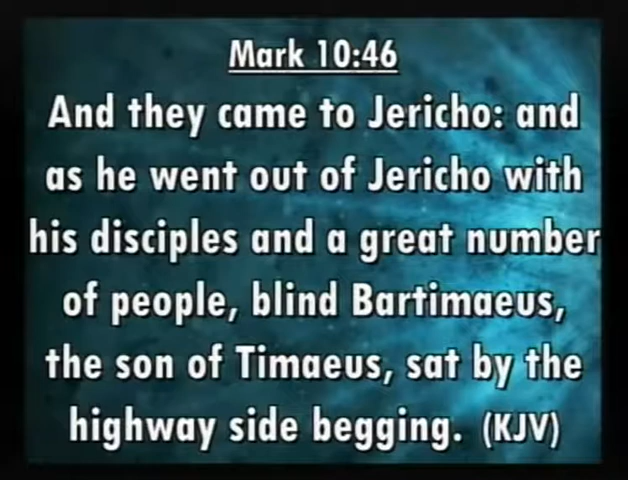 Mark 10:46
And they came to Jericho: and
as he went out of Jericho with
his disciples and a great number
of people, blind Bartimaeus,
the son of Timaeus, sat by the
highway side begging. (KJV)